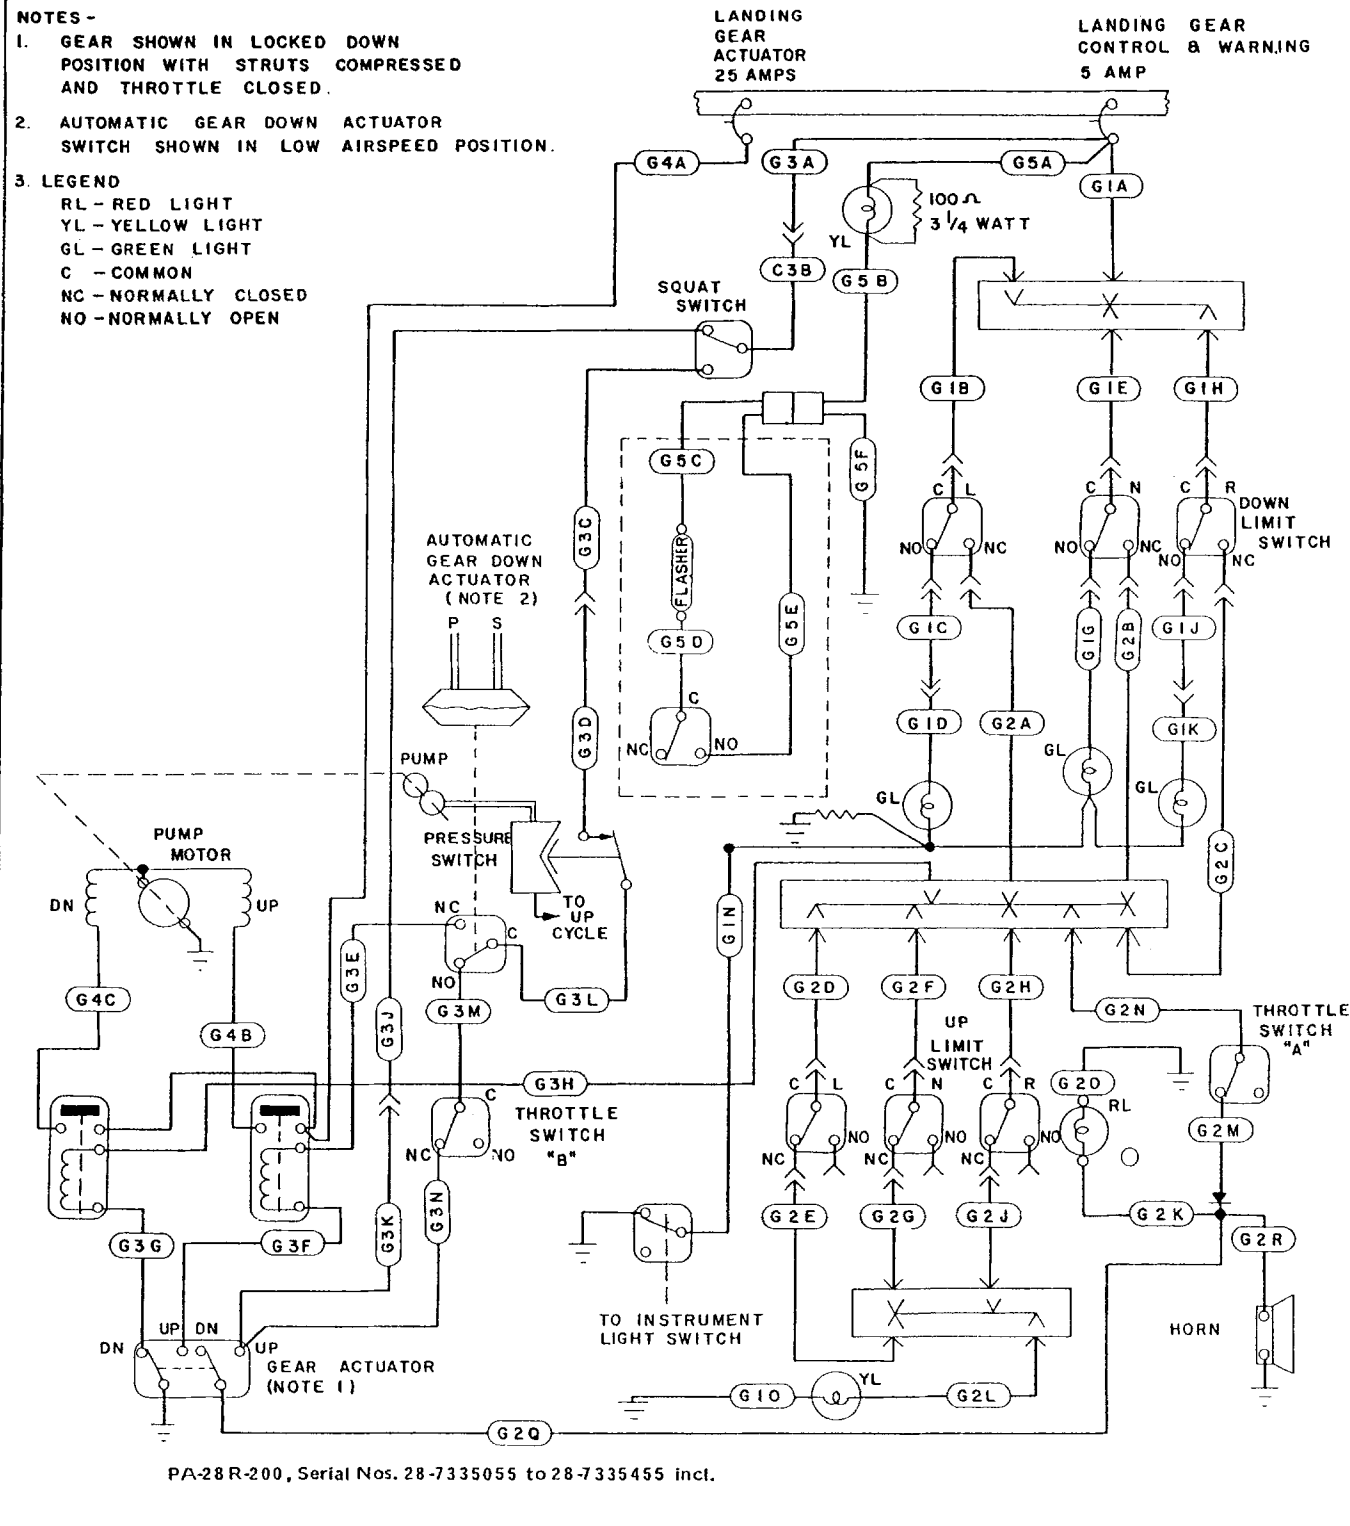 NOTES -
1. GEAR SHOWN IN LOCKED DOWN
POSITION WITH STRUTS COMPRESSED
AND THROTTLE CLOSED.
2. AUTOMATIC GEAR DOWN ACTUATOR
SWITCH SHOWN IN LOW AIRSPEED POSITION.
3. LEGEND
RL - RED LIGHT
YL - YELLOW LIGHT
GL - GREEN LIGHT
C - COMMON
NC - NORMALLY CLOSED
NO - NORMALLY OPEN
LANDING
GEAR
ACTUATOR
25 AMPS
LANDING GEAR
CONTROL & WARNING
5 AMP
G4A
G3A
G5A
G1A
100 Ω
3 1/4 WATT
YL
C3B
G5B
SQUAT
SWITCH
G1B
G1E
G1H
G5C
G5F
C L
C N
C R
DOWN
LIMIT
SWITCH
NO
NC
NO
NC
NO
NC
G3C
AUTOMATIC
GEAR DOWN
ACTUATOR
(NOTE 2)
P
S
FLASHER
G5D
G5E
G1C
G1G
G2B
G1J
G3D
C
NC
NO
G1D
G2A
G1K
GL
GL
GL
PUMP
PRESSURE
SWITCH
PUMP
MOTOR
DN
UP
TO
UP
CYCLE
G2C
G1N
NC
C
NO
G3E
G4C
G4B
G3J
G3M
G3L
G2D
G2F
G2H
G2N
THROTTLE
SWITCH
"A"
UP
LIMIT
SWITCH
G3H
C L
C N
C R
G2O
RL
C
THROTTLE
SWITCH
"B"
NC
NO
NC
NO
NC
NO
NC
NO
G2M
G3N
G3K
G3G
G3F
G2E
G2G
G2J
G2K
G2R
HORN
TO INSTRUMENT
LIGHT SWITCH
DN
UP
DN
UP
GEAR ACTUATOR
(NOTE 1)
G1O
YL
G2L
G2Q
PA-28R-200, Serial Nos. 28-7335055 to 28-7335455 incl.